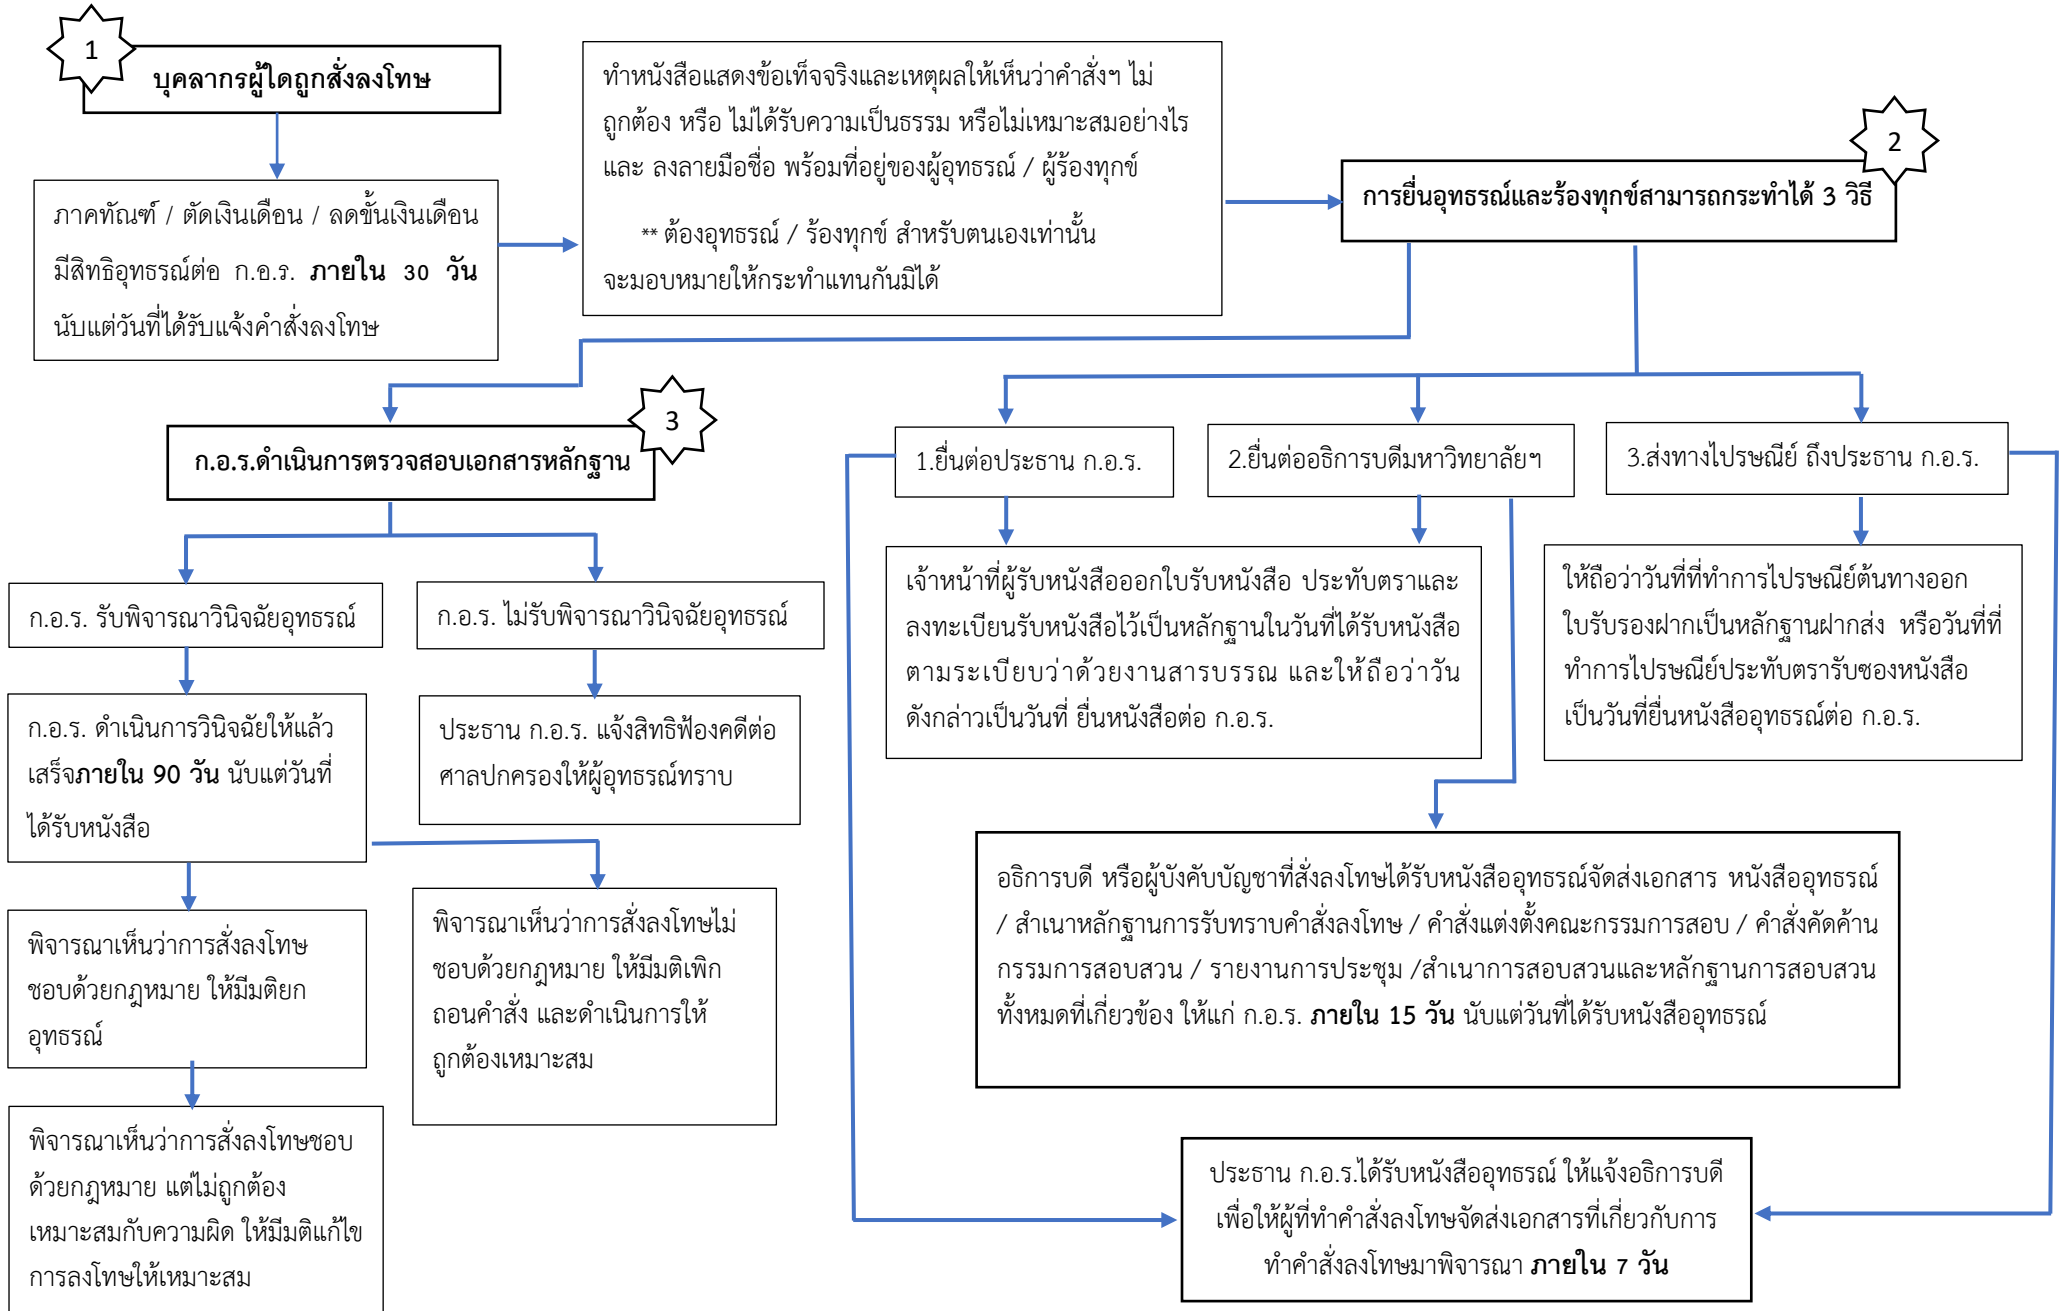 1
บุคลากรผู้ใดถูกสั่งลงโทษ
ภาคทัณฑ์ / ตัดเงินเดือน / ลดขั้นเงินเดือน
มีสิทธิอุทธรณ์ต่อ ก.อ.ร. ภายใน 30 วัน
นับแต่วันที่ได้รับแจ้งคำสั่งลงโทษ
ทำหนังสือแสดงข้อเท็จจริงและเหตุผลให้เห็นว่าคำสั่งฯ ไม่
ถูกต้อง หรือ ไม่ได้รับความเป็นธรรม หรือไม่เหมาะสมอย่างไร
และ ลงลายมือชื่อ พร้อมที่อยู่ของผู้อุทธรณ์ / ผู้ร้องทุกข์
** ต้องอุทธรณ์ / ร้องทุกข์ สำหรับตนเองเท่านั้น
จะมอบหมายให้กระทำแทนกันมิได้
2
การยื่นอุทธรณ์และร้องทุกข์สามารถกระทำได้ 3 วิธี
1.ยื่นต่อประธาน ก.อ.ร.
2.ยื่นต่ออธิการบดีมหาวิทยาลัยฯ
3.ส่งทางไปรษณีย์ ถึงประธาน ก.อ.ร.
เจ้าหน้าที่ผู้รับหนังสือออกใบรับหนังสือ ประทับตราและ
ลงทะเบียนรับหนังสือไว้เป็นหลักฐานในวันที่ได้รับหนังสือ
ตามระเบียบว่าด้วยงานสารบรรณ และให้ถือว่าวัน
ดังกล่าวเป็นวันที่ ยื่นหนังสือต่อ ก.อ.ร.
ให้ถือว่าวันที่ที่ทำการไปรษณีย์ต้นทางออก
ใบรับรองฝากเป็นหลักฐานฝากส่ง หรือวันที่ที่
ทำการไปรษณีย์ประทับตรารับซองหนังสือ
เป็นวันที่ยื่นหนังสืออุทธรณ์ต่อ ก.อ.ร.
อธิการบดี หรือผู้บังคับบัญชาที่สั่งลงโทษได้รับหนังสืออุทธรณ์จัดส่งเอกสาร หนังสืออุทธรณ์
/ สำเนาหลักฐานการรับทราบคำสั่งลงโทษ / คำสั่งแต่งตั้งคณะกรรมการสอบ / คำสั่งคัดค้าน
กรรมการสอบสวน / รายงานการประชุม /สำเนาการสอบสวนและหลักฐานการสอบสวน
ทั้งหมดที่เกี่ยวข้อง ให้แก่ ก.อ.ร. ภายใน 15 วัน นับแต่วันที่ได้รับหนังสืออุทธรณ์
ประธาน ก.อ.ร.ได้รับหนังสืออุทธรณ์ ให้แจ้งอธิการบดี
เพื่อให้ผู้ที่ทำคำสั่งลงโทษจัดส่งเอกสารที่เกี่ยวกับการ
ทำคำสั่งลงโทษมาพิจารณา ภายใน 7 วัน
3
ก.อ.ร.ดำเนินการตรวจสอบเอกสารหลักฐาน
ก.อ.ร. รับพิจารณาวินิจฉัยอุทธรณ์
ก.อ.ร. ไม่รับพิจารณาวินิจฉัยอุทธรณ์
ก.อ.ร. ดำเนินการวินิจฉัยให้แล้ว
เสร็จภายใน 90 วัน นับแต่วันที่
ได้รับหนังสือ
ประธาน ก.อ.ร. แจ้งสิทธิฟ้องคดีต่อ
ศาลปกครองให้ผู้อุทธรณ์ทราบ
พิจารณาเห็นว่าการสั่งลงโทษ
ชอบด้วยกฎหมาย ให้มีมติยก
อุทธรณ์
พิจารณาเห็นว่าการสั่งลงโทษไม่
ชอบด้วยกฎหมาย ให้มีมติเพิก
ถอนคำสั่ง และดำเนินการให้
ถูกต้องเหมาะสม
พิจารณาเห็นว่าการสั่งลงโทษชอบ
ด้วยกฎหมาย แต่ไม่ถูกต้อง
เหมาะสมกับความผิด ให้มีมติแก้ไข
การลงโทษให้เหมาะสม